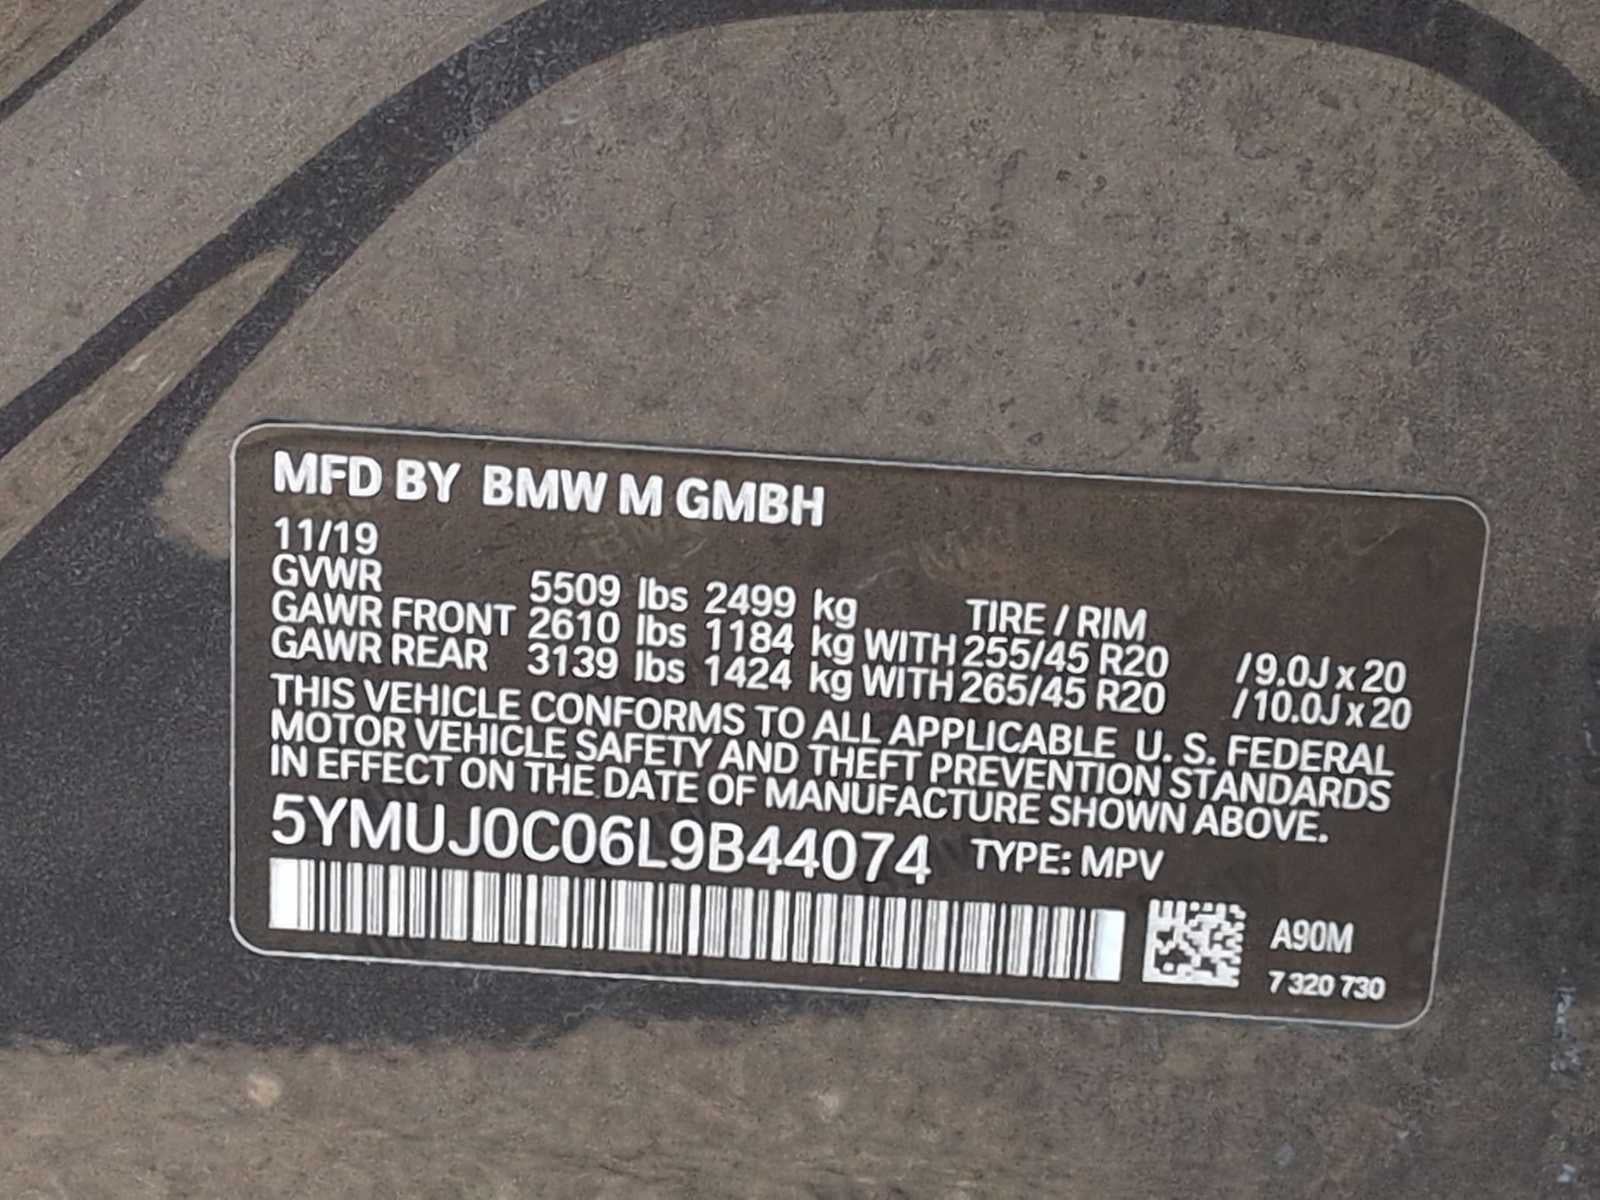 MFD BY BMW M GMBH
11/19
GVWR 5509 lbs 2499 kg TIRE / RIM
GAWR FRONT 2610 lbs 1184 kg WITH 255/45 R20 /9.0J x 20
GAWR REAR 3139 lbs 1424 kg WITH 265/45 R20 /10.0J x 20
THIS VEHICLE CONFORMS TO ALL APPLICABLE U. S. FEDERAL
MOTOR VEHICLE SAFETY AND THEFT PREVENTION STANDARDS
IN EFFECT ON THE DATE OF MANUFACTURE SHOWN ABOVE.
5YMUJ0C06L9B44074 TYPE: MPV
A90M
7 320 730